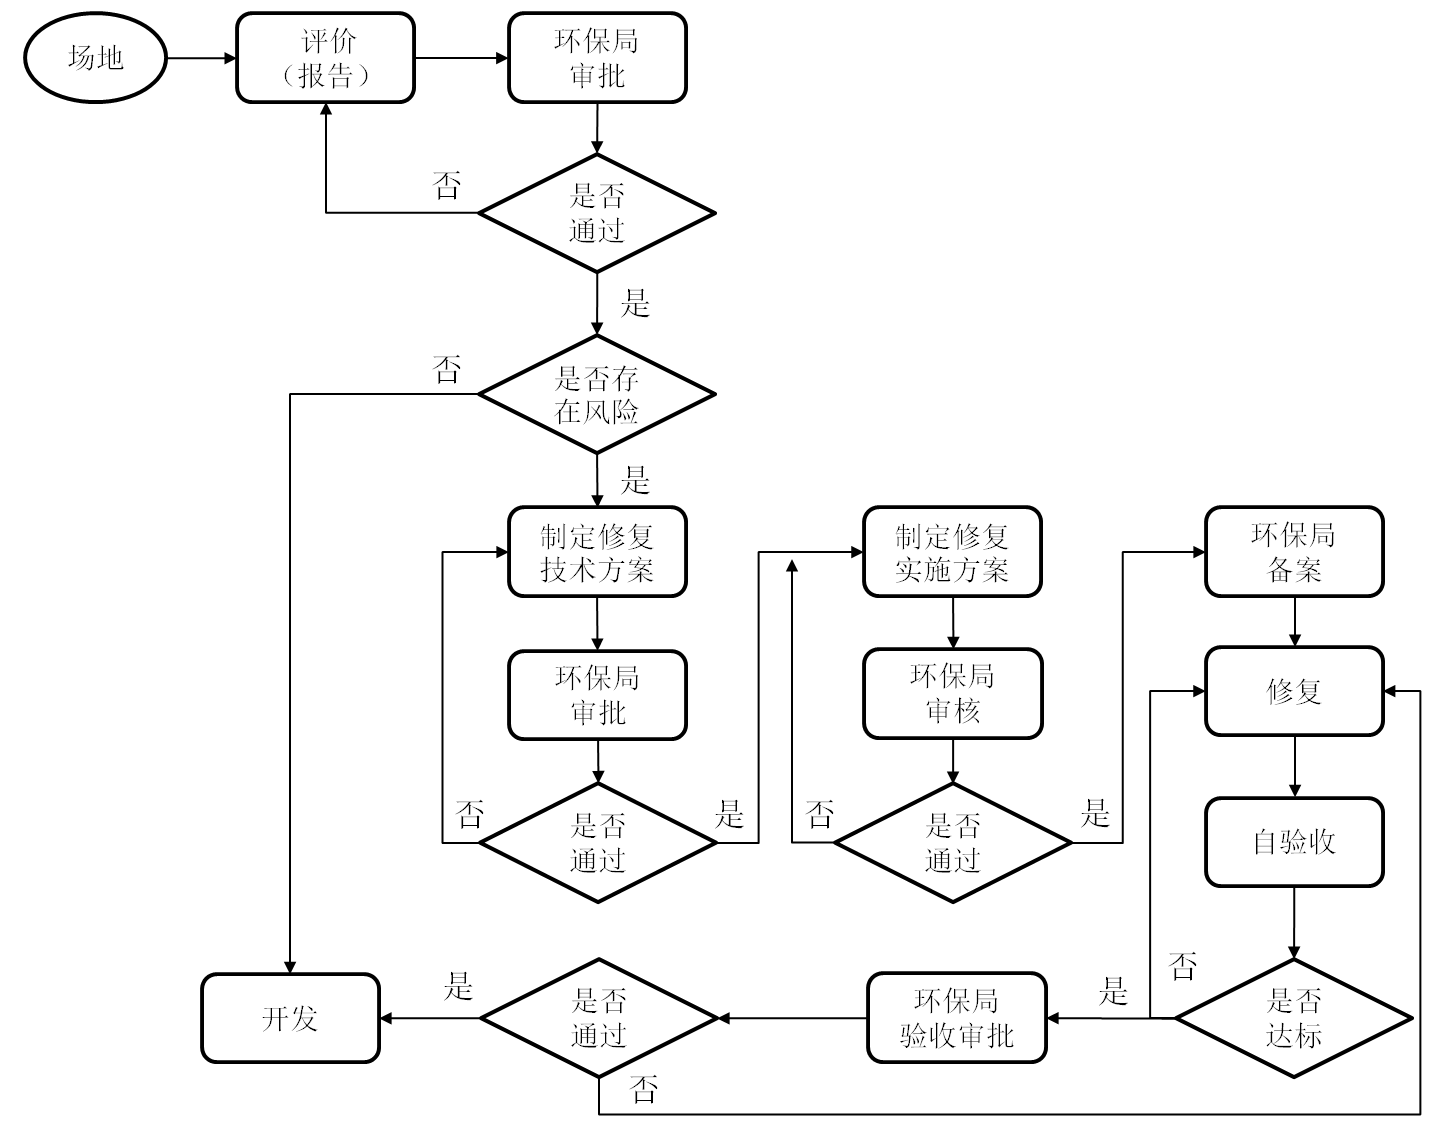 场地
评价
（报告）
环保局
审批
否
是否
通过
是
否
是否存
在风险
是
制定修复
技术方案
制定修复
实施方案
环保局
备案
环保局
审批
环保局
审核
修复
否
是否
通过
是
否
是否
通过
是
自验收
开发
是
是否
通过
否
环保局
验收审批
是
否
是否
达标